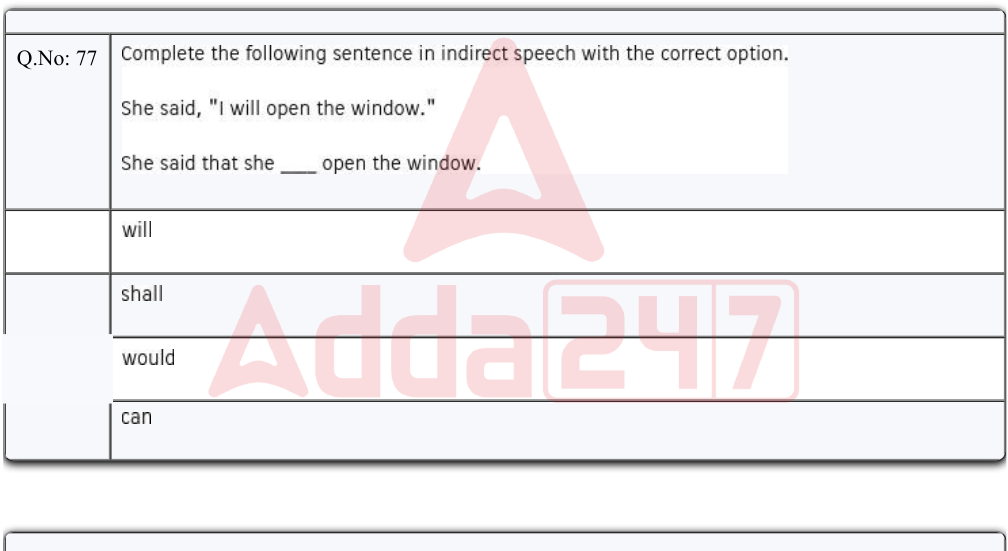 Q.No: 77
Complete the following sentence in indirect speech with the correct option.
She said, "I will open the window."
She said that she ___ open the window.
will
shall
would
can
Adda247